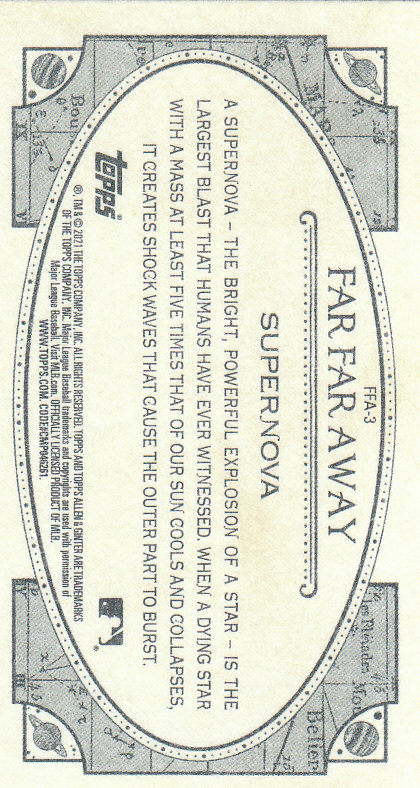 FFA-3
FAR FAR AWAY
SUPERNOVA
A SUPERNOVA – THE BRIGHT, POWERFUL EXPLOSION OF A STAR – IS THE
LARGEST BLAST THAT HUMANS HAVE EVER WITNESSED. WHEN A DYING STAR
WITH A MASS AT LEAST FIVE TIMES THAT OF OUR SUN COOLS AND COLLAPSES,
IT CREATES SHOCK WAVES THAT CAUSE THE OUTER PART TO BURST.
topps®
®, TM & © 2021 THE TOPPS COMPANY, INC. ALL RIGHTS RESERVED. TOPPS AND TOPPS ALLEN & GINTER ARE TRADEMARKS
OF THE TOPPS COMPANY, INC. Major League Baseball trademarks and copyrights are used with permission of
Major League Baseball. Visit MLB.com. OFFICIALLY LICENSED PRODUCT OF MLB.
WWW.TOPPS.COM. CODE#CMP046261.